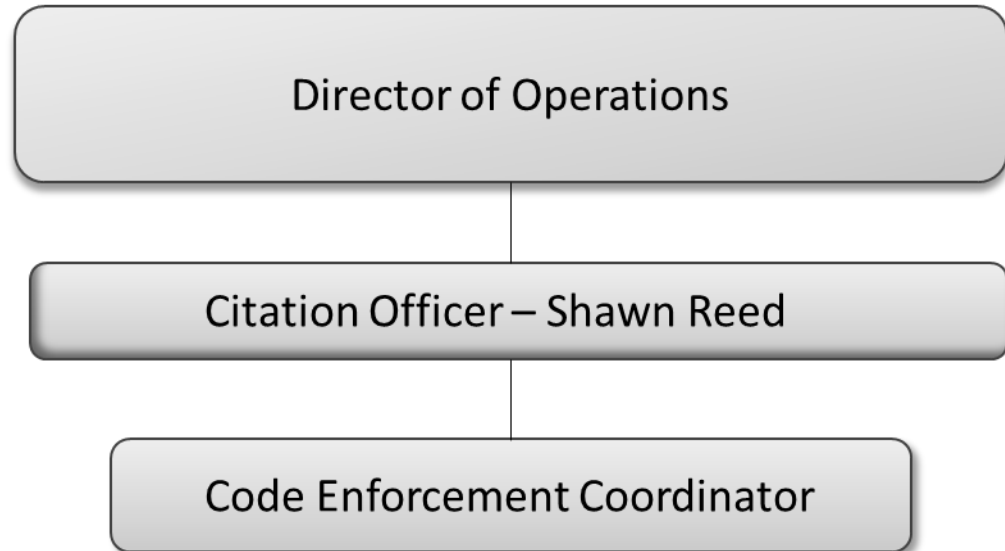 Director of Operations
Citation Officer – Shawn Reed
Code Enforcement Coordinator